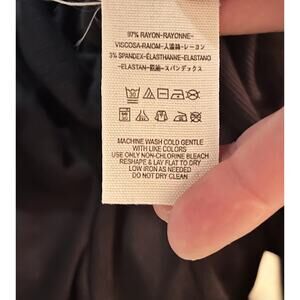 97% RAYON-RAYONNE-
VISCOSA-RAION-人造絲-レーヨン
3% SPANDEX-ÉLASTHANNE-ELASTANO
-ELASTAN-氨綸-スパンデックス
MACHINE WASH COLD GENTLE
WITH LIKE COLORS
USE ONLY NON-CHLORINE BLEACH
RESHAPE & LAY FLAT TO DRY
LOW IRON AS NEEDED
DO NOT DRY CLEAN